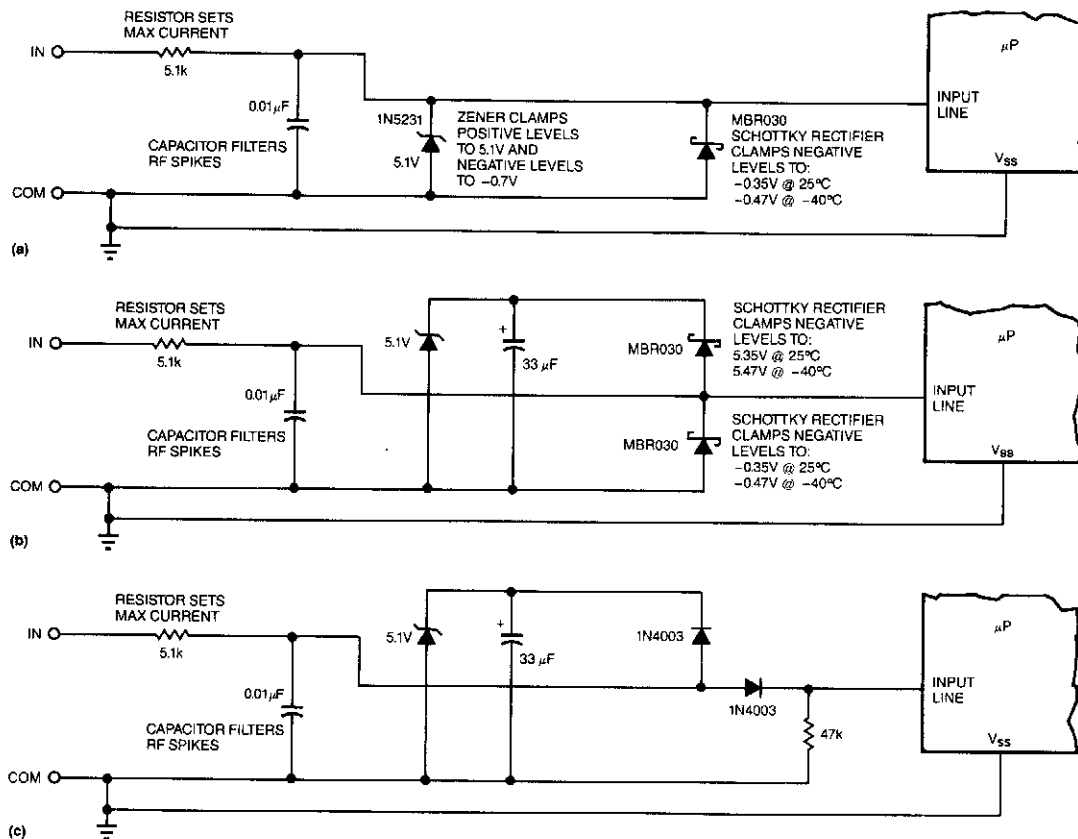 RESISTOR SETS
MAX CURRENT
IN
5.1k
0.01µF
CAPACITOR FILTERS
RF SPIKES
1N5231
5.1V
ZENER CLAMPS
POSITIVE LEVELS
TO 5.1V AND
NEGATIVE LEVELS
TO –0.7V
MBR030
SCHOTTKY RECTIFIER
CLAMPS NEGATIVE
LEVELS TO:
–0.35V @ 25°C
–0.47V @ –40°C
µP
INPUT
LINE
VSS
COM
(a)
RESISTOR SETS
MAX CURRENT
IN
5.1k
0.01µF
CAPACITOR FILTERS
RF SPIKES
5.1V
+
33 µF
MBR030
SCHOTTKY RECTIFIER
CLAMPS NEGATIVE
LEVELS TO:
5.35V @ 25°C
5.47V @ –40°C
MBR030
SCHOTTKY RECTIFIER
CLAMPS NEGATIVE
LEVELS TO:
–0.35V @ 25°C
–0.47V @ –40°C
µP
INPUT
LINE
VSS
COM
(b)
RESISTOR SETS
MAX CURRENT
IN
5.1k
0.01µF
CAPACITOR FILTERS
RF SPIKES
5.1V
+
33 µF
1N4003
1N4003
47k
µP
INPUT
LINE
VSS
COM
(c)